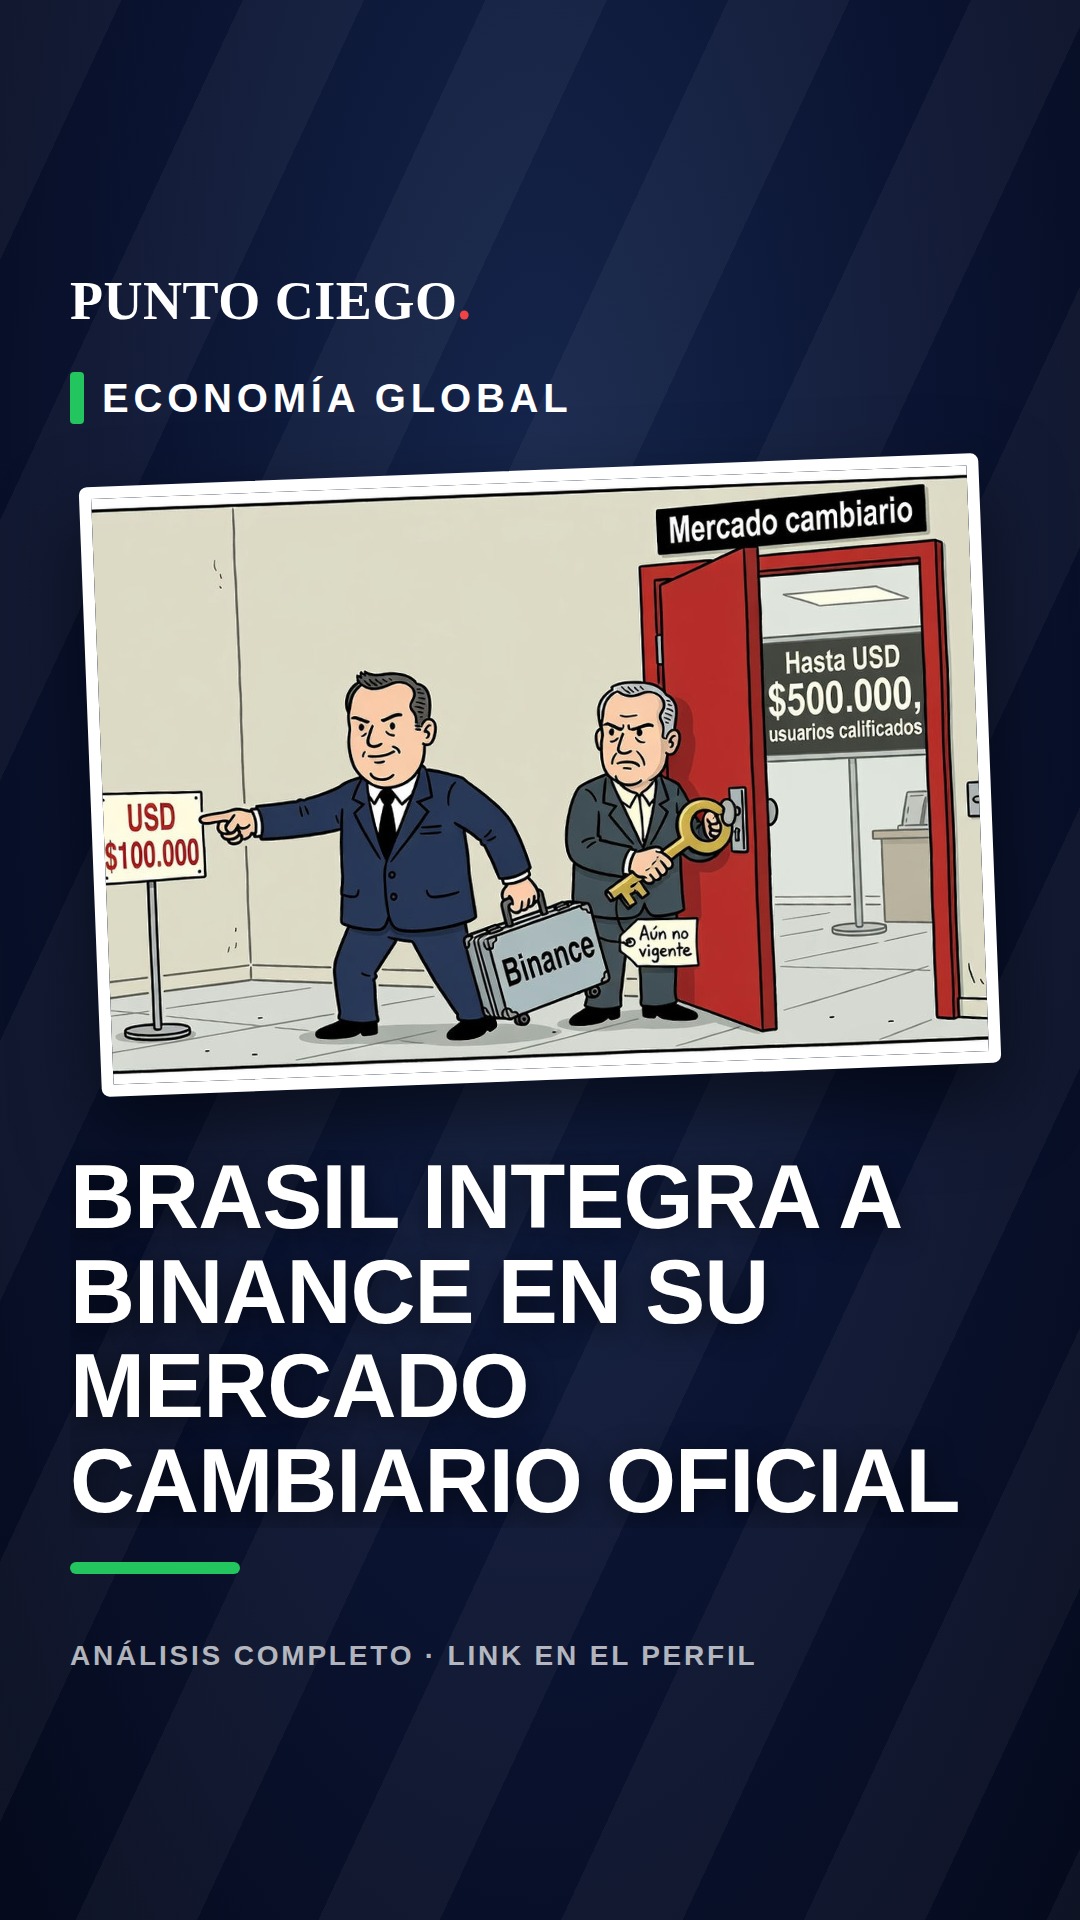 PUNTO CIEGO.
ECONOMÍA GLOBAL
Mercado cambiario
Hasta USD
$500.000,
usuarios calificados
USD
$100.000
Binance
Aún no
vigente
BRASIL INTEGRA A
BINANCE EN SU
MERCADO
CAMBIARIO OFICIAL
ANÁLISIS COMPLETO · LINK EN EL PERFIL